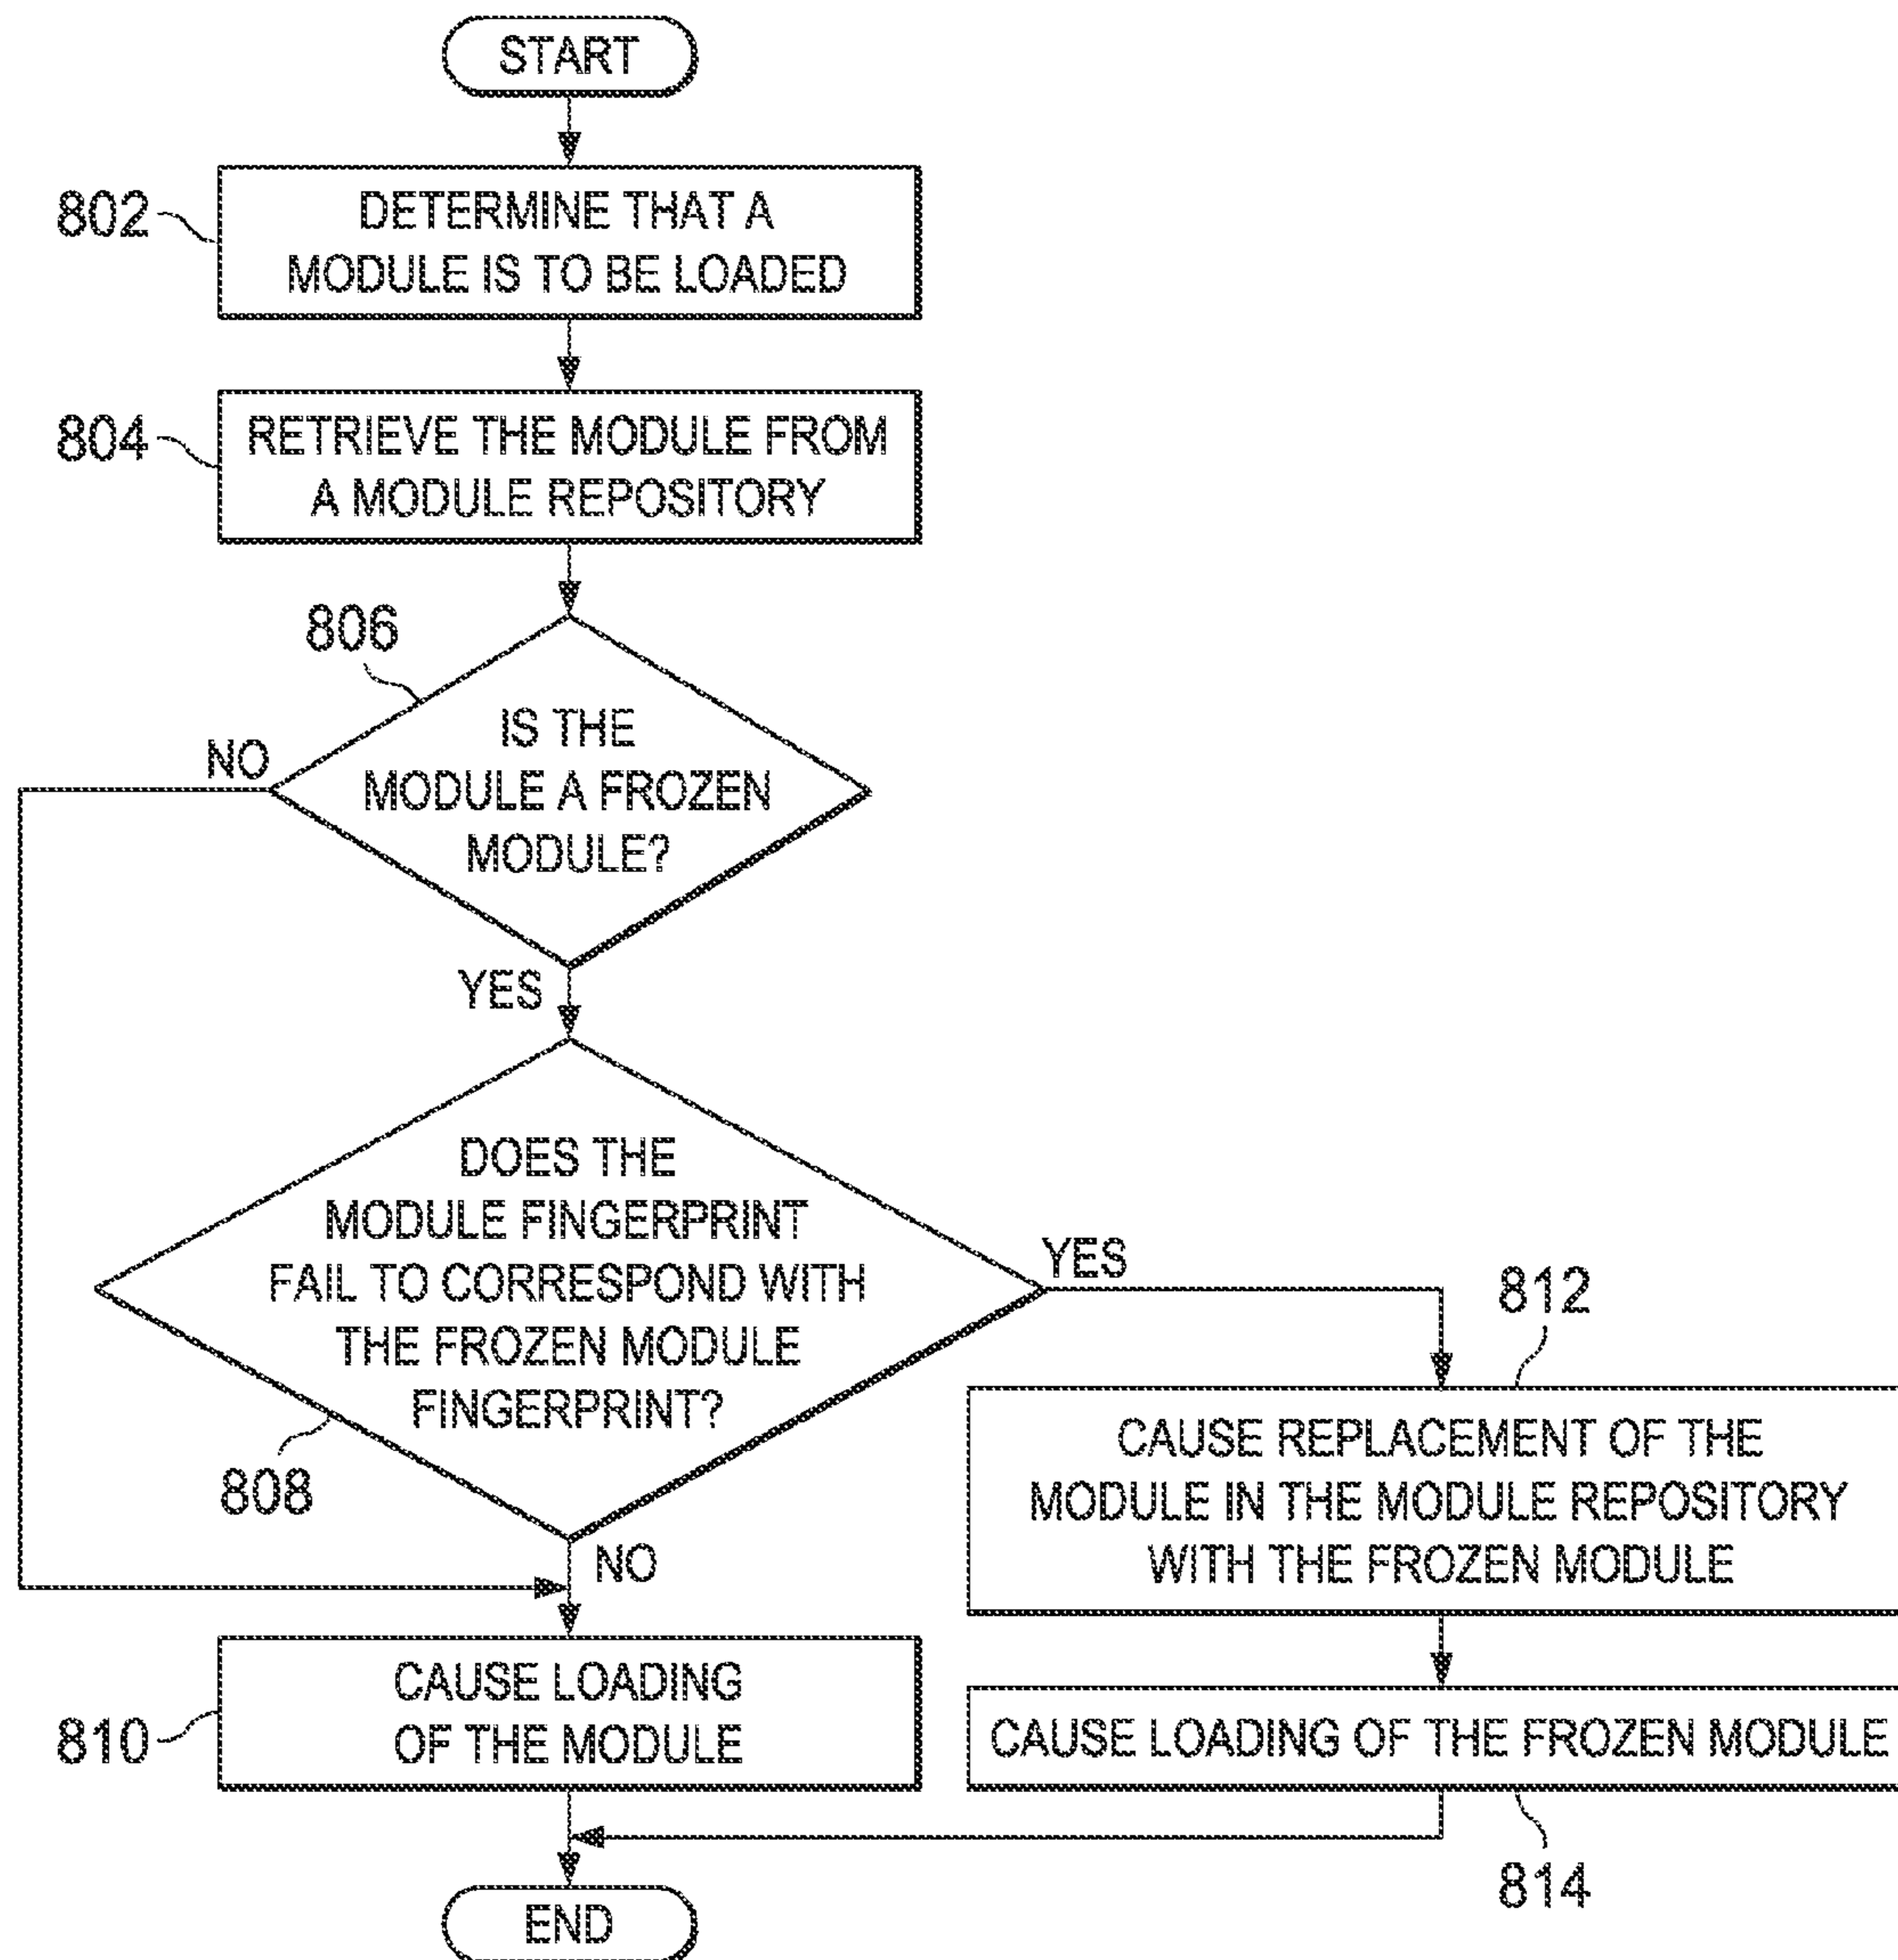 START
802
DETERMINE THAT A
MODULE IS TO BE LOADED
804
RETRIEVE THE MODULE FROM
A MODULE REPOSITORY
806
IS THE
MODULE A FROZEN
MODULE?
NO
YES
DOES THE
MODULE FINGERPRINT
FAIL TO CORRESPOND WITH
THE FROZEN MODULE
FINGERPRINT?
808
YES
NO
812
CAUSE REPLACEMENT OF THE
MODULE IN THE MODULE REPOSITORY
WITH THE FROZEN MODULE
810
CAUSE LOADING
OF THE MODULE
CAUSE LOADING OF THE FROZEN MODULE
814
END